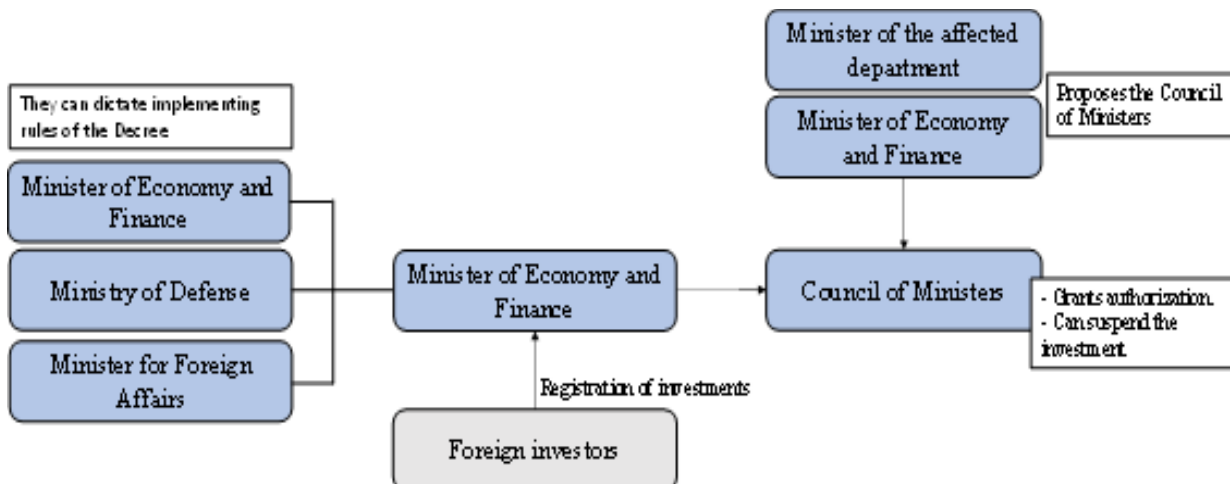 Minister of the affected
department
Proposes the Council
of Ministers
Minister of Economy
and Finance
They can dictate implementing
rules of the Decree
Minister of Economy and
Finance
Ministry of Defense
Minister for Foreign
Affairs
Minister of Economy and
Finance
Council of Ministers
- Grants authorization.
- Can suspend the
investment.
Registration of investments
Foreign investors